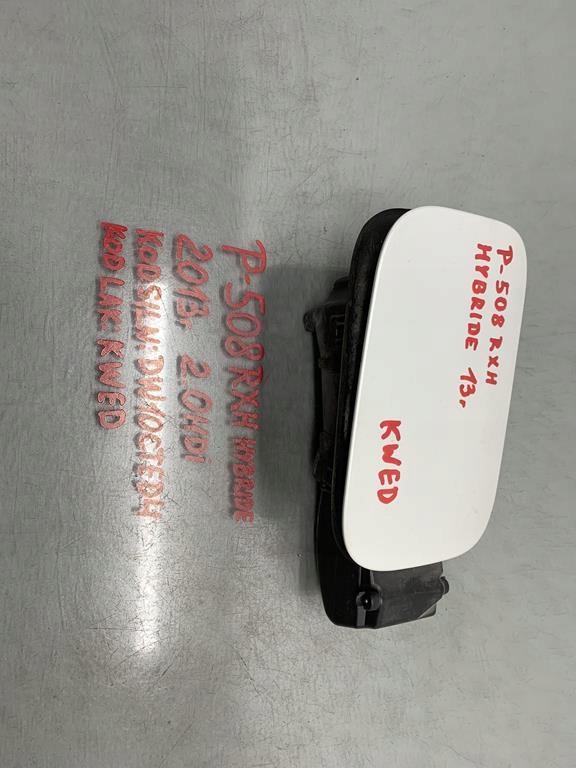 P-508 RXH HYBRIDE
2013r 2.0HDi
KOD SILN: DW10CTED4
KOD LAK: KWED
P-508 RXH
HYBRIDE 13r
KWED